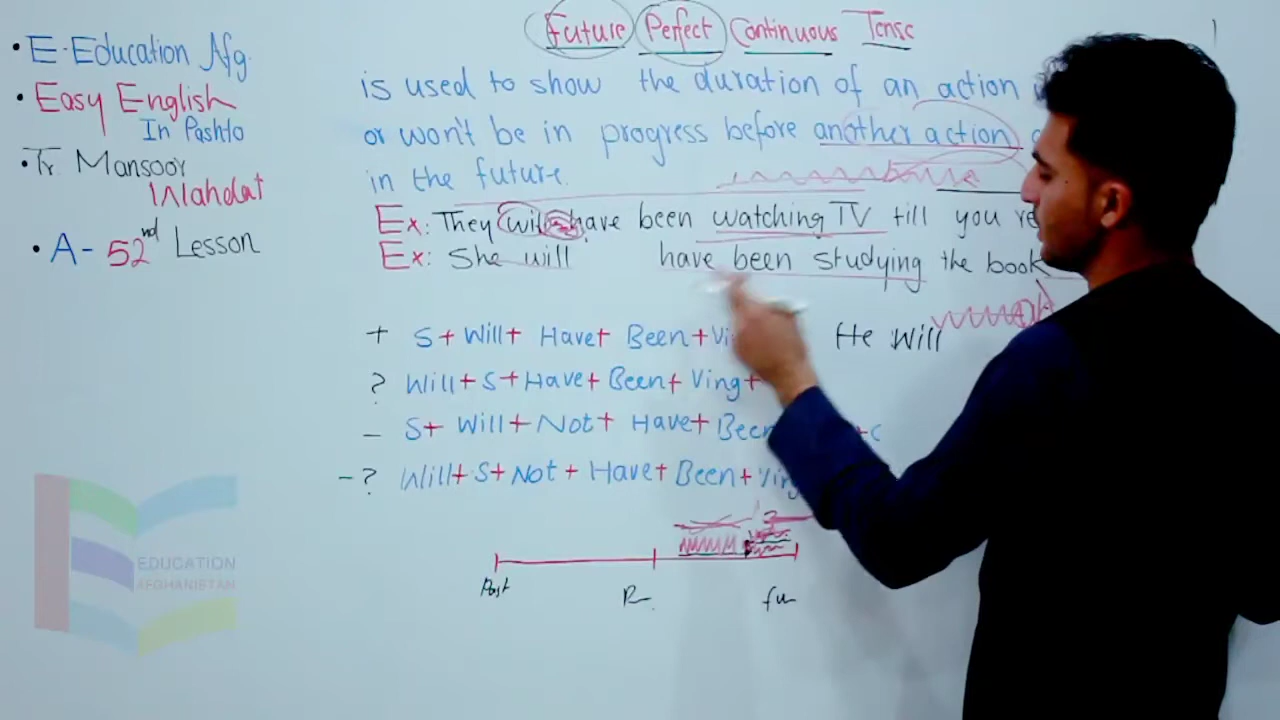 Future Perfect Continuous Tense
• E-Education Afg.
• Easy English
In Pashto
• Tr. Mansoor
Wahdat
• A- 52nd Lesson
is used to show the duration of an action
or won't be in progress before another action
in the future.
Ex: They will have been watching TV till you
Ex: She will have been studying the book
+ S+ Will+ Have+ Been+ He Will
? Will+ S+ Have+ Been+ Ving+
- S+ Will+ Not+ Have+ +C
-? Will+ S+ Not + Have+ Been+
Past
EDUCATION
AFGHANISTAN